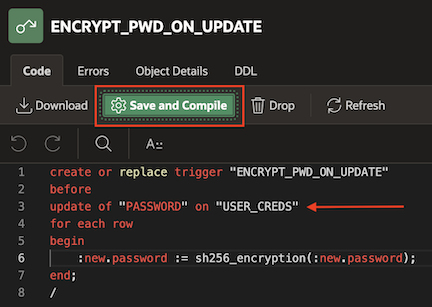 ENCRYPT_PWD_ON_UPDATE
Code Errors Object Details DDL
Download Save and Compile Drop Refresh
A::
1 create or replace trigger "ENCRYPT_PWD_ON_UPDATE"
2 before
3 update of "PASSWORD" on "USER_CREDS"
4 for each row
5 begin
6 :new.password := sh256_encryption(:new.password);
7 end;
8 /